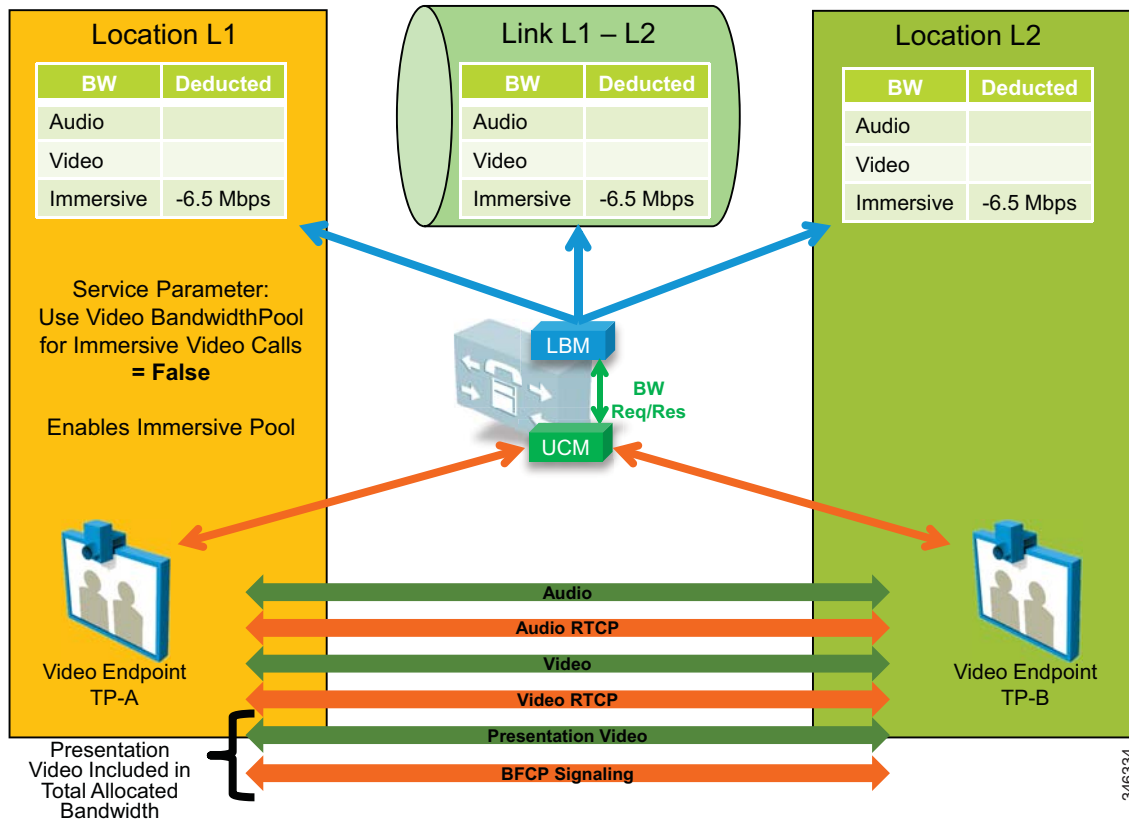 Location L1
BW Deducted
Audio
Video
Immersive -6.5 Mbps
Link L1 – L2
BW Deducted
Audio
Video
Immersive -6.5 Mbps
Location L2
BW Deducted
Audio
Video
Immersive -6.5 Mbps
Service Parameter:
Use Video BandwidthPool
for Immersive Video Calls
= False
Enables Immersive Pool
LBM
BW
Req/Res
UCM
Video Endpoint
TP-A
Video Endpoint
TP-B
Audio
Audio RTCP
Video
Video RTCP
Presentation Video
BFCP Signaling
Presentation
Video Included in
Total Allocated
Bandwidth
346334